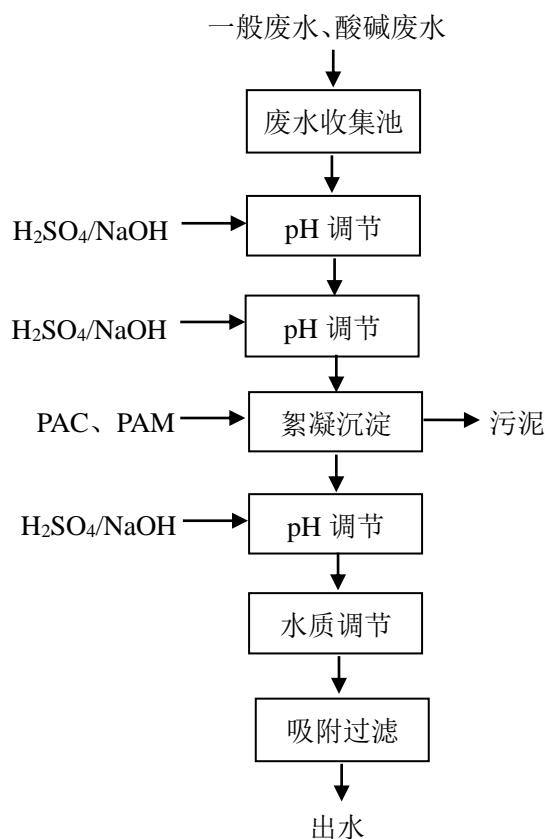 一般废水、酸碱废水
废水收集池
H₂SO₄/NaOH
pH 调节
H₂SO₄/NaOH
pH 调节
PAC、PAM
絮凝沉淀
污泥
H₂SO₄/NaOH
pH 调节
水质调节
吸附过滤
出水